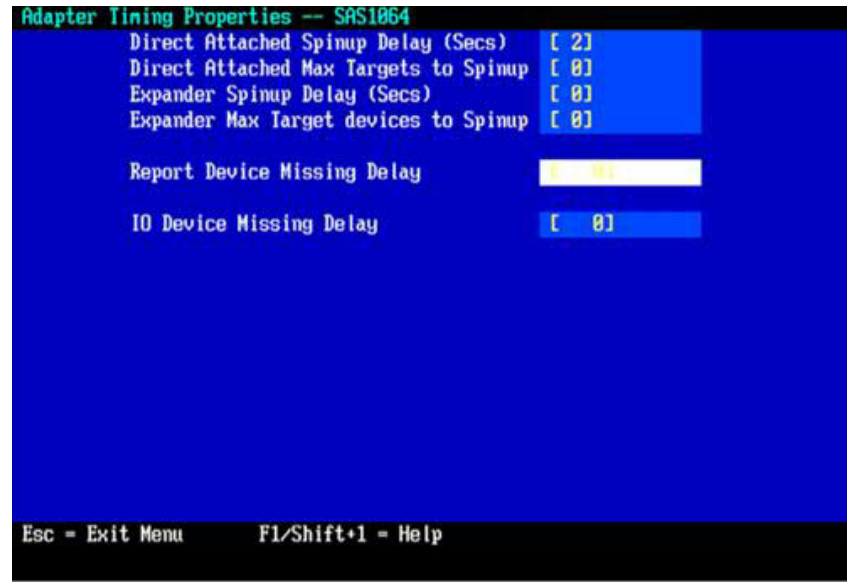 Adapter Timing Properties -- SAS1064
Direct Attached Spinup Delay (Secs) [ 2]
Direct Attached Max Targets to Spinup [ 0]
Expander Spinup Delay (Secs) [ 0]
Expander Max Target devices to Spinup [ 0]
Report Device Missing Delay
IO Device Missing Delay [ 0]
Esc = Exit Menu F1/Shift+1 = Help